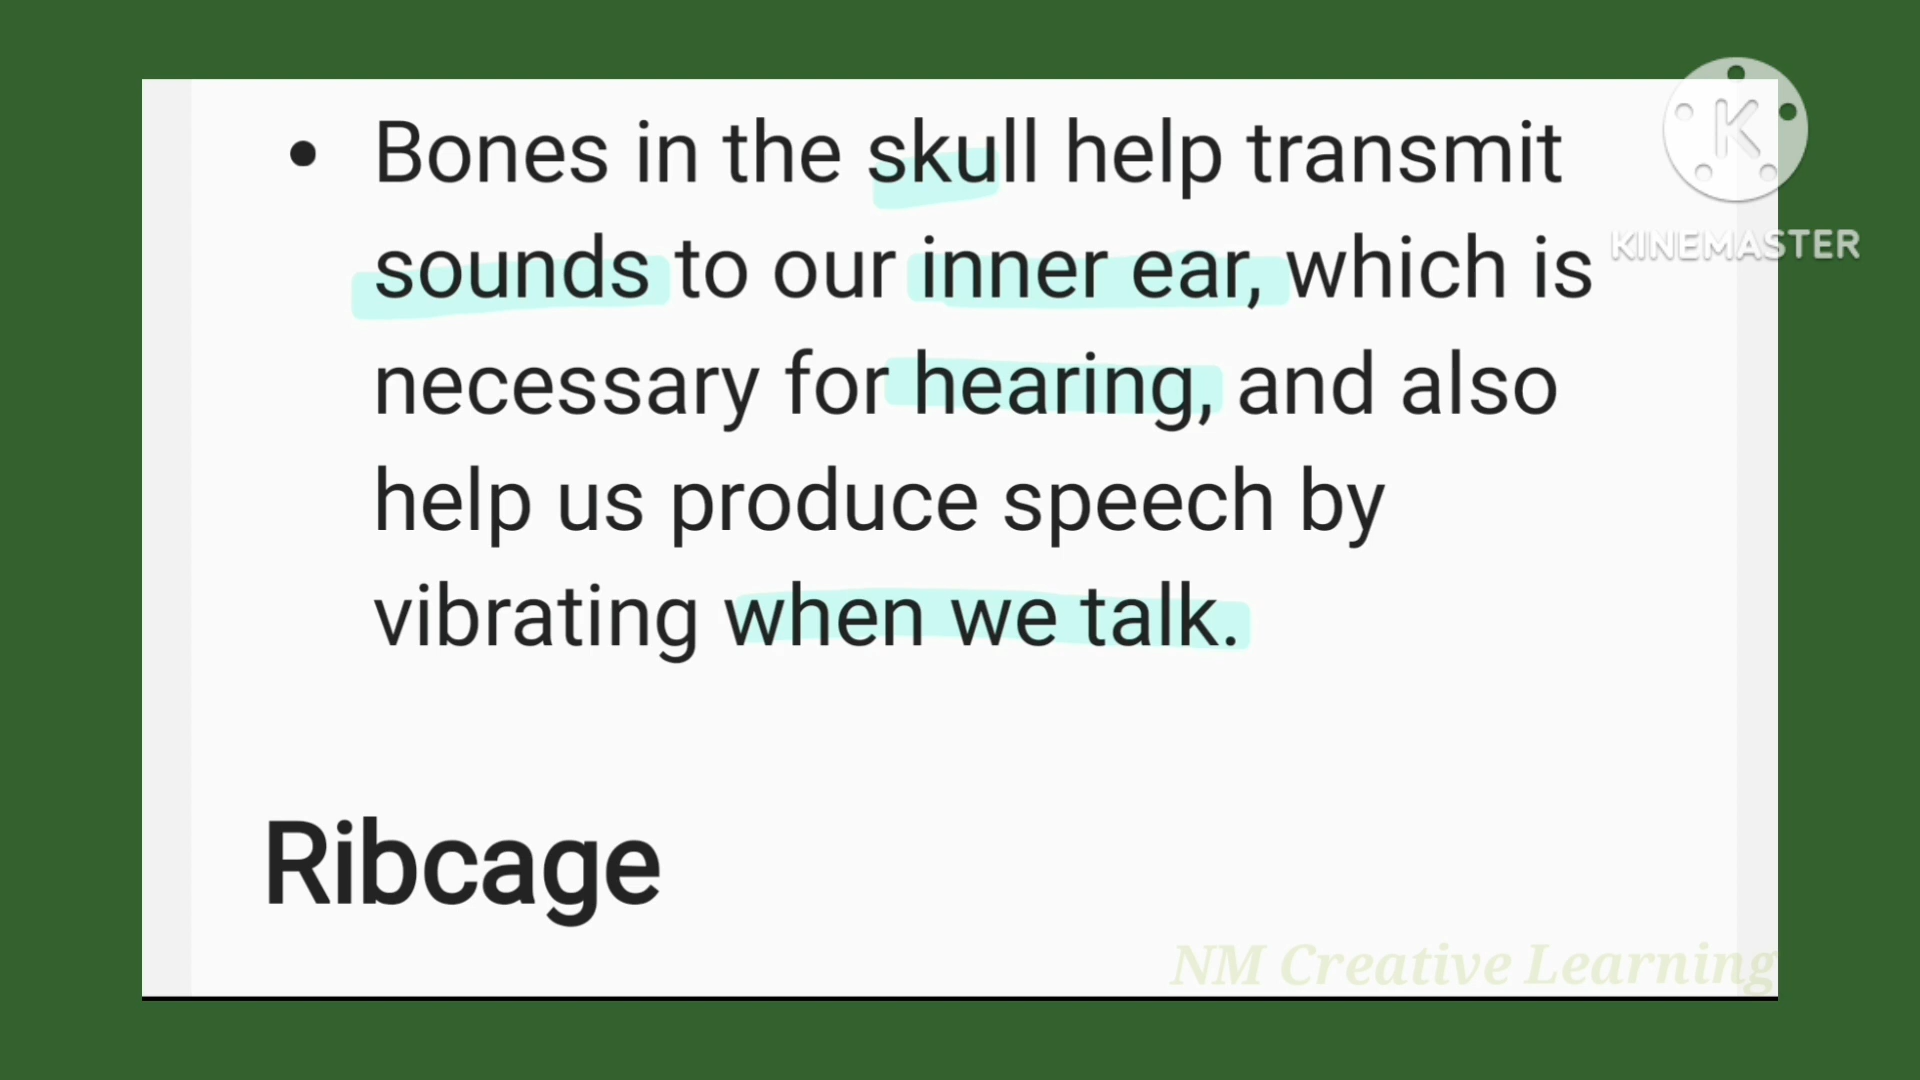 • Bones in the skull help transmit
sounds to our inner ear, which is
necessary for hearing, and also
help us produce speech by
vibrating when we talk.
Ribcage
K
KINEMASTER
NM Creative Learning